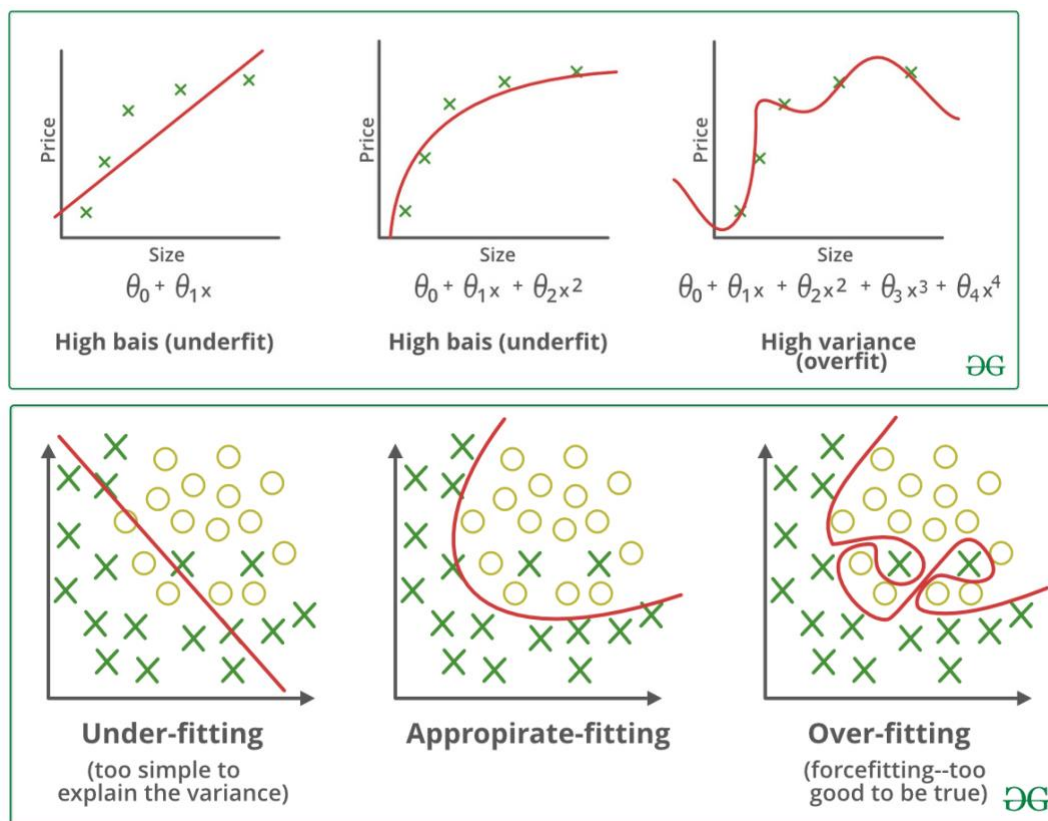 Price
Size
θ₀ + θ₁x
High bais (underfit)
Price
Size
θ₀ + θ₁x + θ₂x²
High bais (underfit)
Price
Size
θ₀ + θ₁x + θ₂x² + θ₃x³ + θ₄x⁴
High variance
(overfit)
Under-fitting
(too simple to
explain the variance)
Appropirate-fitting
Over-fitting
(forcefitting--too
good to be true)